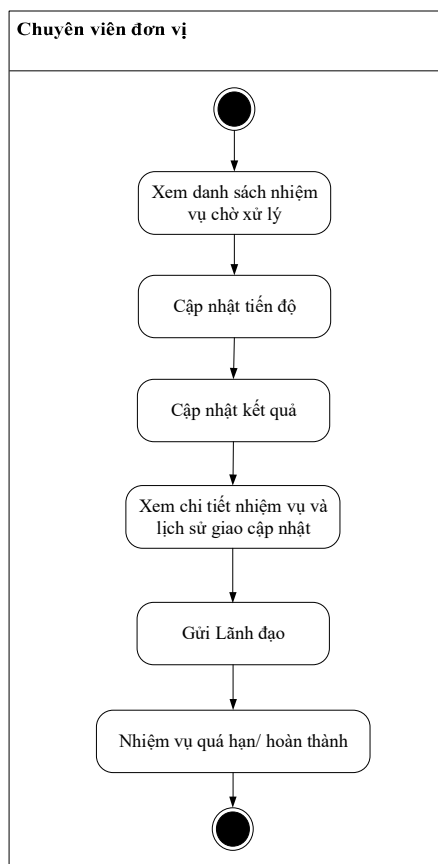 Chuyên viên đơn vị
Xem danh sách nhiệm
vụ chờ xử lý
Cập nhật tiến độ
Cập nhật kết quả
Xem chi tiết nhiệm vụ và
lịch sử giao cập nhật
Gửi Lãnh đạo
Nhiệm vụ quá hạn/ hoàn thành